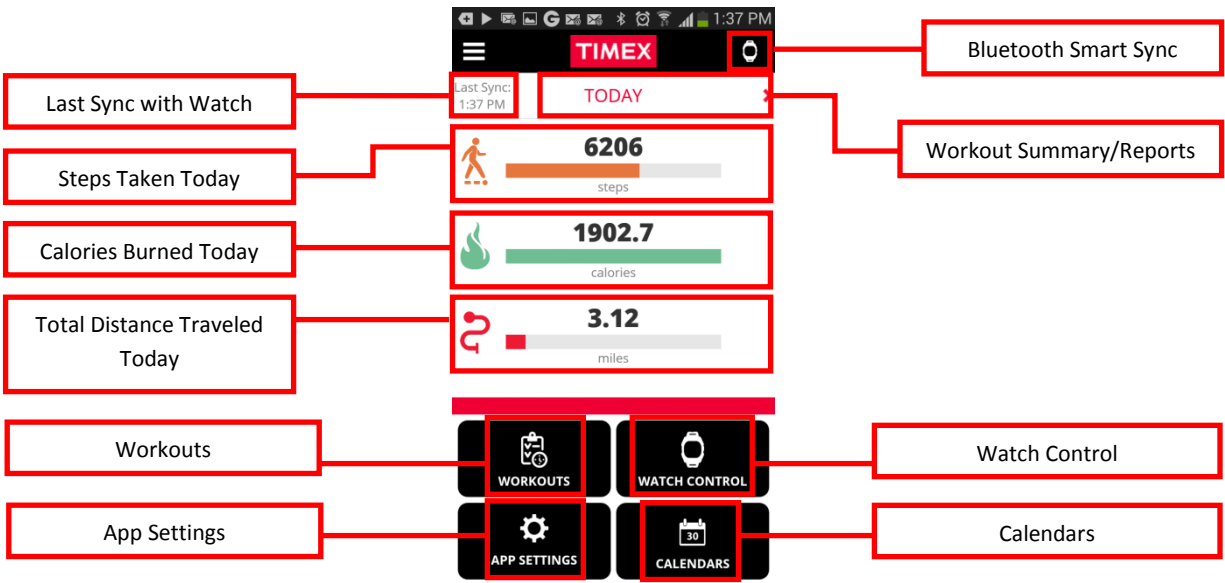 1:37 PM
TIMEX
Bluetooth Smart Sync
Last Sync with Watch
Last Sync:
1:37 PM
TODAY
Workout Summary/Reports
Steps Taken Today
6206
steps
Calories Burned Today
1902.7
calories
Total Distance Traveled
Today
3.12
miles
Workouts
WORKOUTS
WATCH CONTROL
Watch Control
App Settings
APP SETTINGS
30
CALENDARS
Calendars